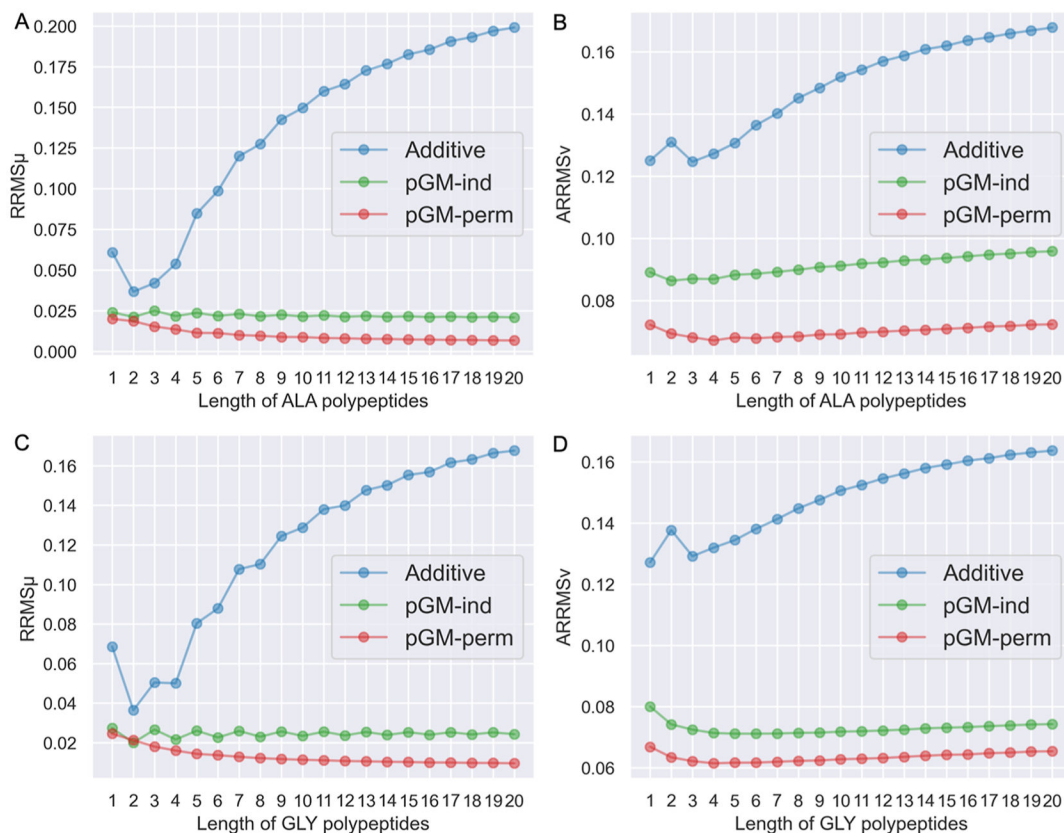 A
0.200
0.175
0.150
0.125
0.100
0.075
0.050
0.025
0.000
RRMSμ
Additive
pGM-ind
pGM-perm
1 2 3 4 5 6 7 8 9 10 11 12 13 14 15 16 17 18 19 20
Length of ALA polypeptides
B
0.16
0.14
0.12
0.10
0.08
ARRMSv
Additive
pGM-ind
pGM-perm
1 2 3 4 5 6 7 8 9 10 11 12 13 14 15 16 17 18 19 20
Length of ALA polypeptides
C
0.16
0.14
0.12
0.10
0.08
0.06
0.04
0.02
RRMSμ
Additive
pGM-ind
pGM-perm
1 2 3 4 5 6 7 8 9 10 11 12 13 14 15 16 17 18 19 20
Length of GLY polypeptides
D
0.16
0.14
0.12
0.10
0.08
0.06
ARRMSv
Additive
pGM-ind
pGM-perm
1 2 3 4 5 6 7 8 9 10 11 12 13 14 15 16 17 18 19 20
Length of GLY polypeptides